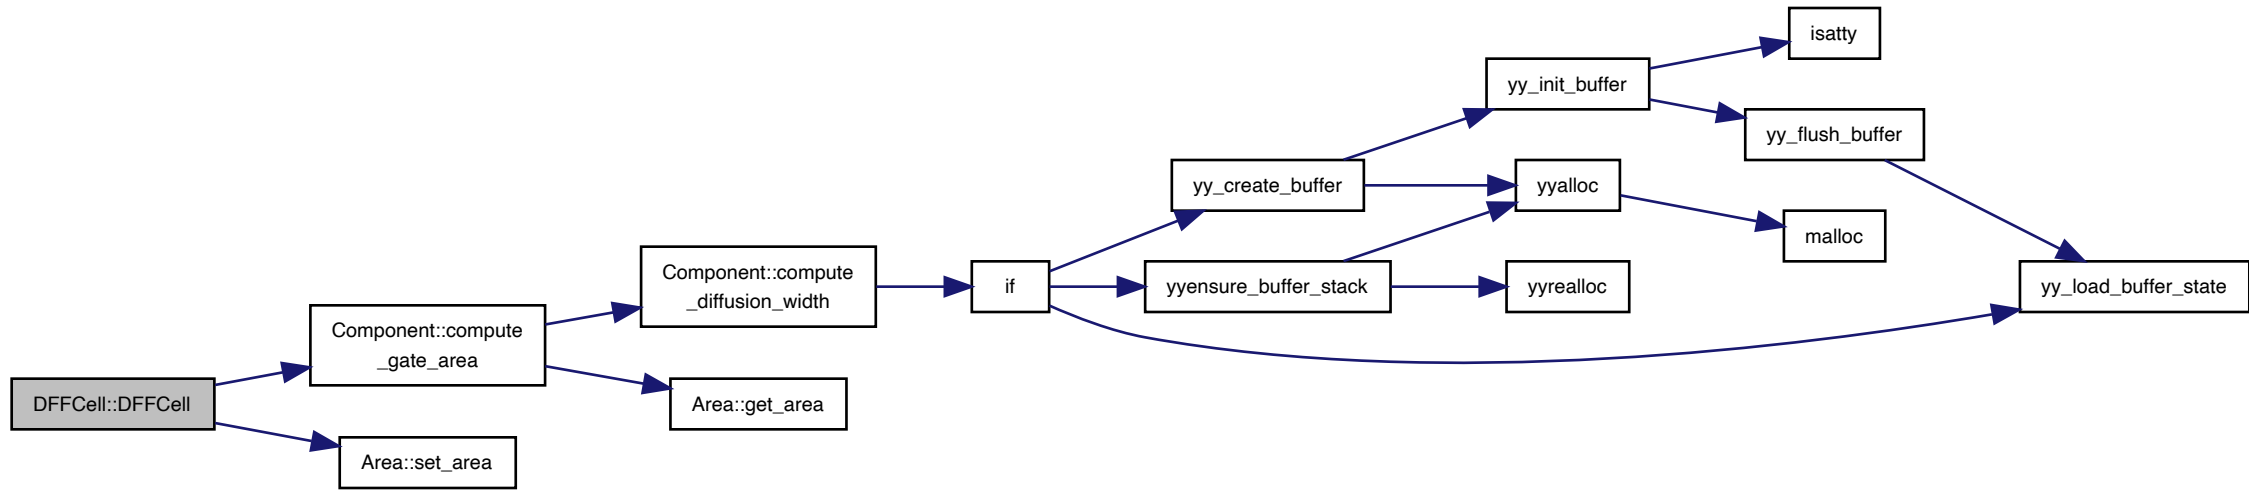 DFFCell::DFFCell
Component::compute
_gate_area
Area::set_area
Component::compute
_diffusion_width
Area::get_area
if
yy_create_buffer
yyensure_buffer_stack
yy_init_buffer
yyalloc
yyrealloc
isatty
yy_flush_buffer
malloc
yy_load_buffer_state